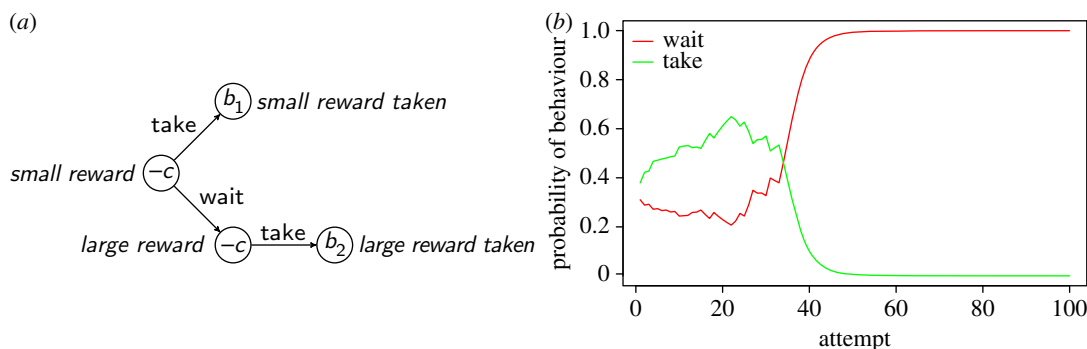 (a)
b1 small reward taken
take
small reward −c
wait
large reward −c take b2 large reward taken
(b)
probability of behaviour
1.0
0.8
0.6
0.4
0.2
0
wait
take
0 20 40 60 80 100
attempt